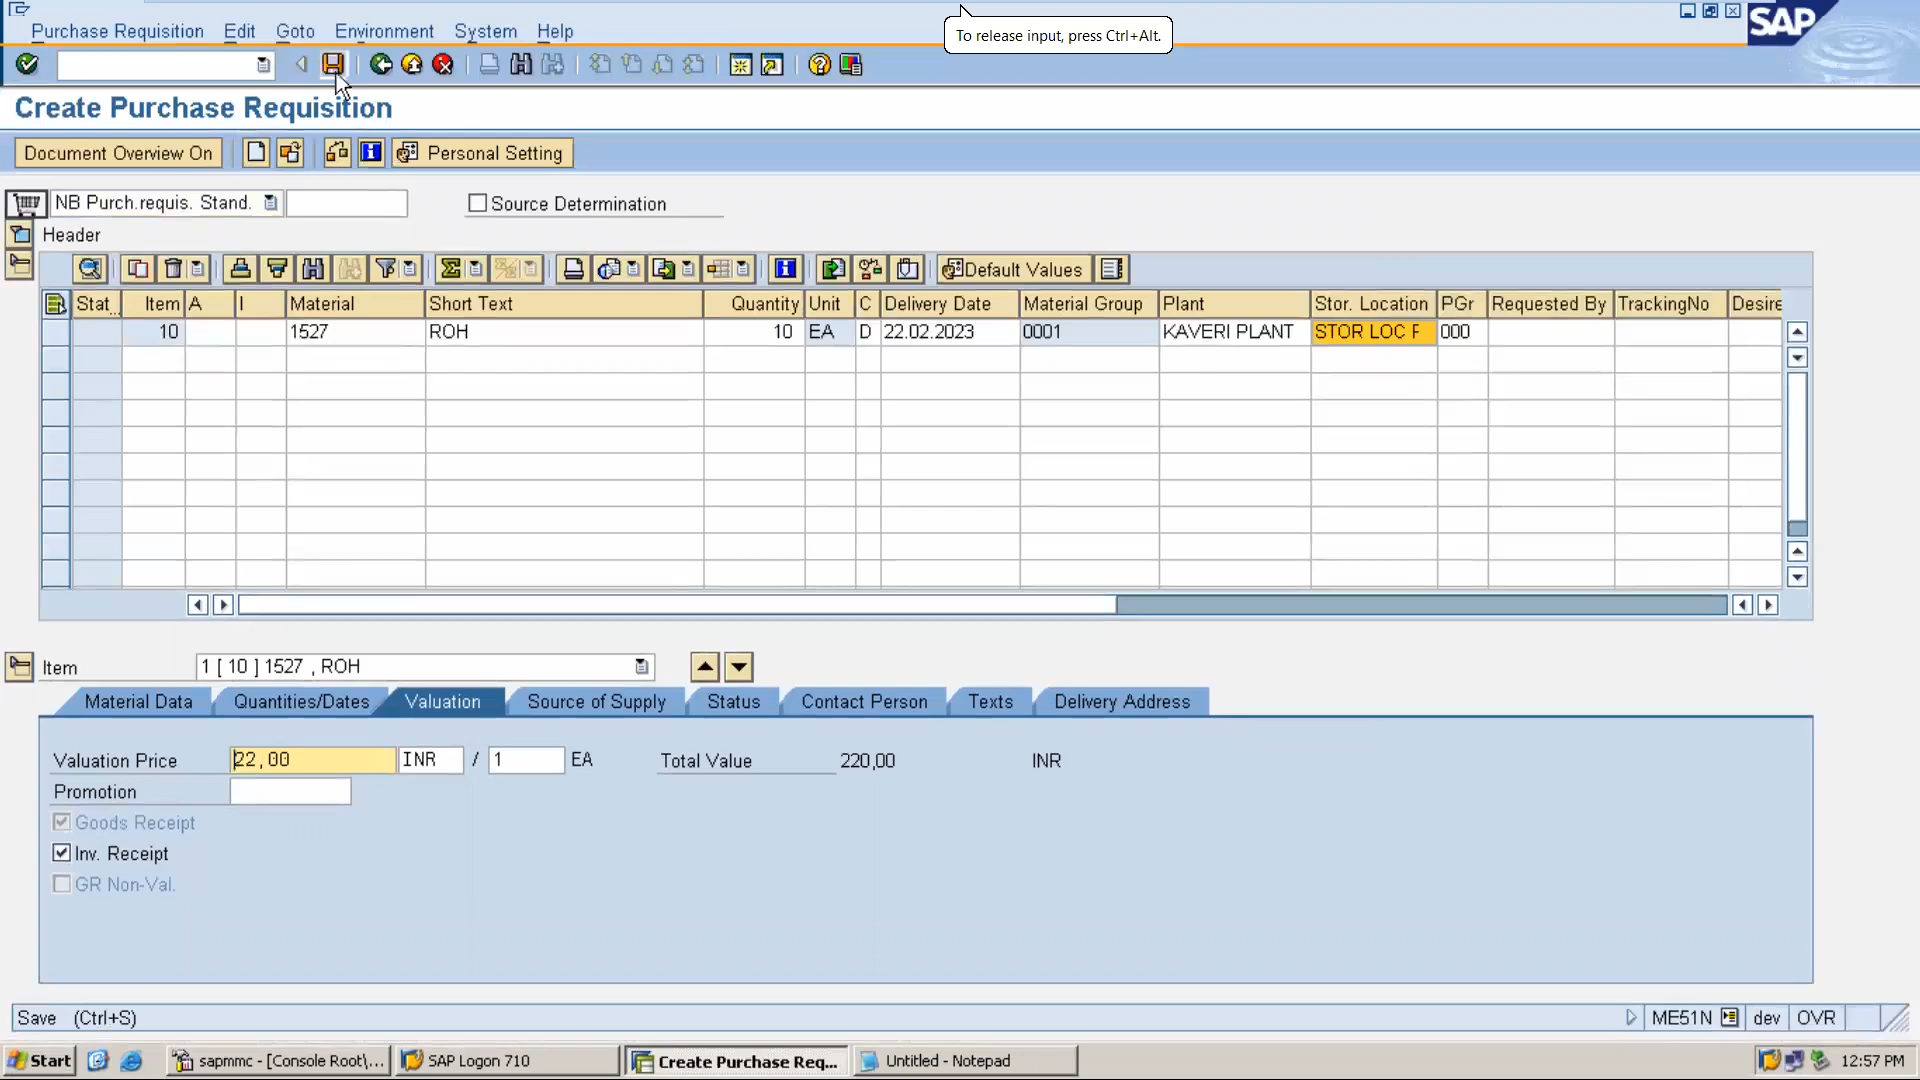 Purchase Requisition Edit Goto Environment System Help
To release input, press Ctrl+Alt.
SAP
Create Purchase Requisition
Document Overview On Personal Setting
NB Purch.requis. Stand. Source Determination
Header
Default Values
Stat.. Item A I Material Short Text Quantity Unit C Delivery Date Material Group Plant Stor. Location PGr Requested By TrackingNo Desire
10 1527 ROH 10 EA D 22.02.2023 0001 KAVERI PLANT STOR LOC F 000
Item 1 [ 10 ] 1527 , ROH
Material Data Quantities/Dates Valuation Source of Supply Status Contact Person Texts Delivery Address
Valuation Price 22,00 INR / 1 EA Total Value 220,00 INR
Promotion
Goods Receipt
Inv. Receipt
GR Non-Val.
Save (Ctrl+S) ME51N dev OVR
Start sapmmc - [Console Root\... SAP Logon 710 Create Purchase Req... Untitled - Notepad 12:57 PM